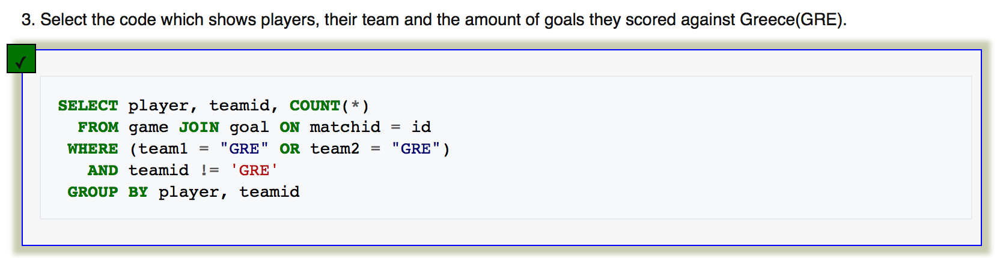 3. Select the code which shows players, their team and the amount of goals they scored against Greece(GRE).
✓
SELECT player, teamid, COUNT(*)
FROM game JOIN goal ON matchid = id
WHERE (team1 = "GRE" OR team2 = "GRE")
AND teamid != 'GRE'
GROUP BY player, teamid